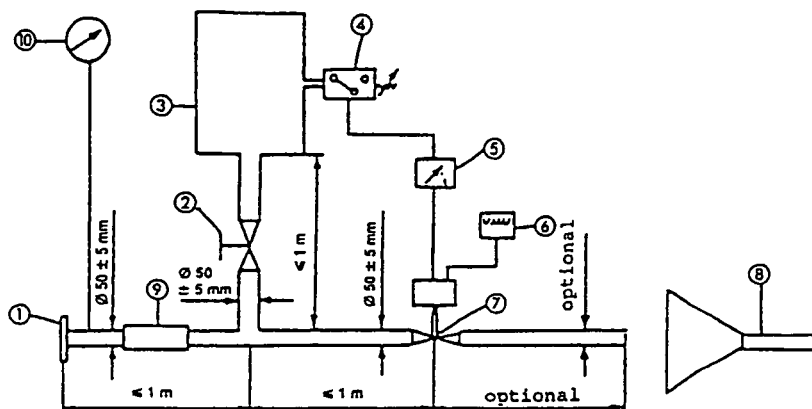 ⑩
④
③
⑤
②
⑥
≤ 1 m
optional
Ø 50 ± 5 mm
Ø 50
± 5 mm
Ø 50 ± 5 mm
①
⑨
⑦
⑧
≤ 1 m
≤ 1 m
optional